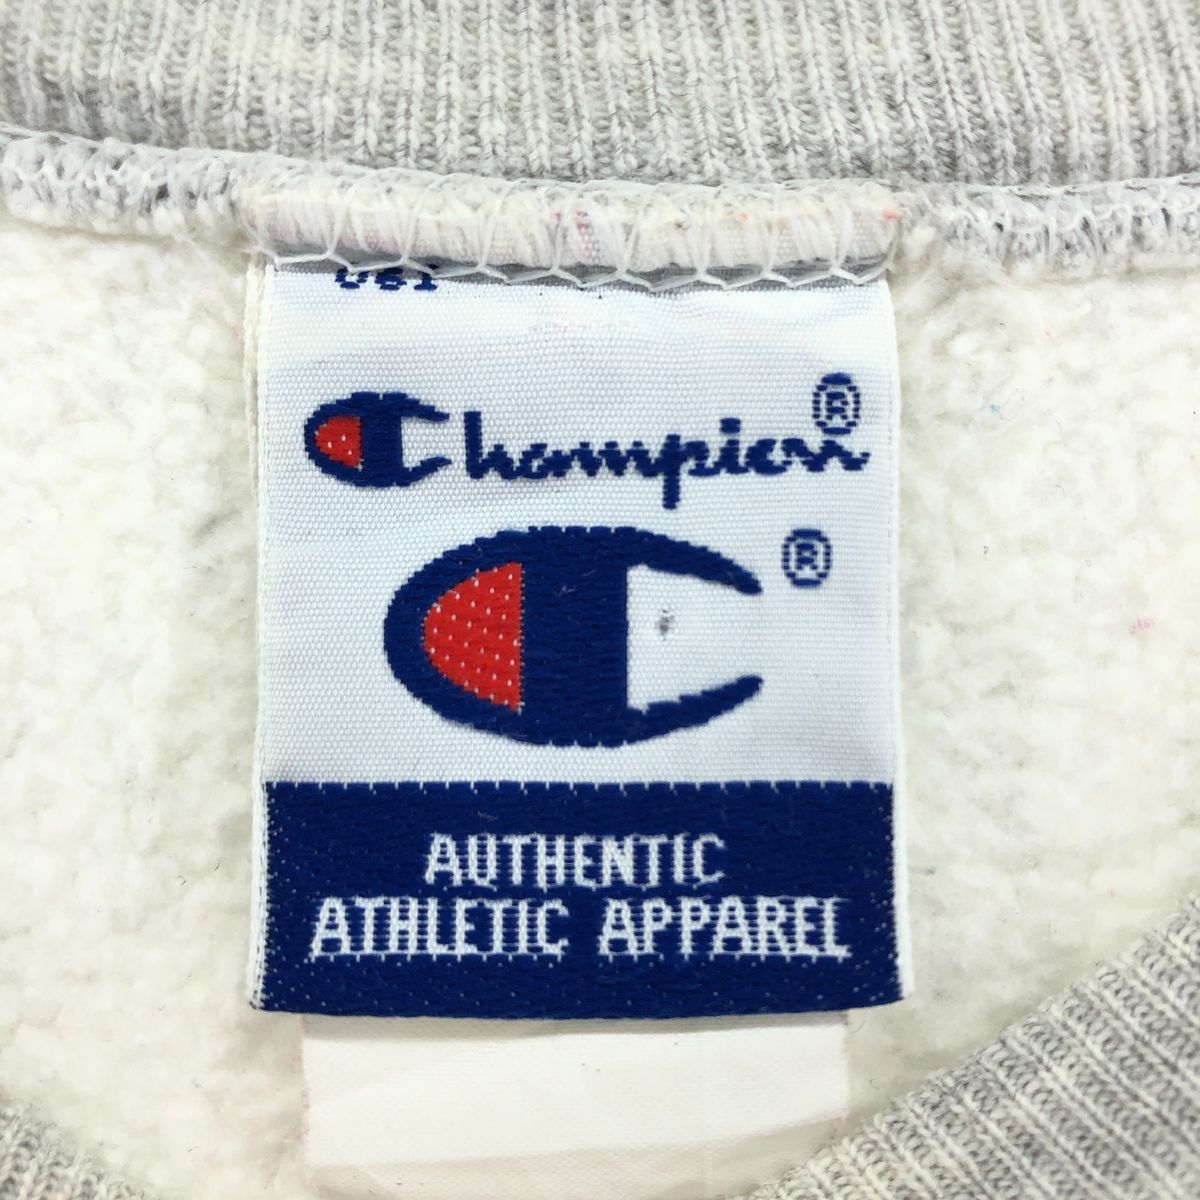 Champion®
C®
AUTHENTIC
ATHLETIC APPAREL